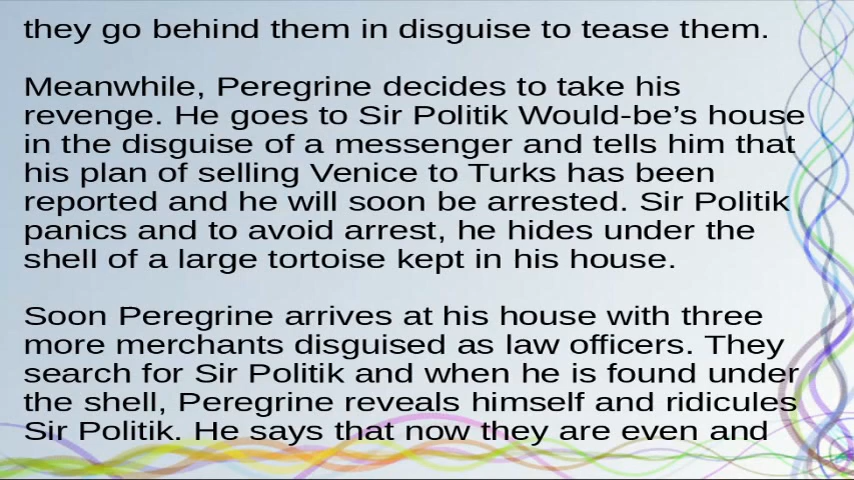 they go behind them in disguise to tease them.
Meanwhile, Peregrine decides to take his
revenge. He goes to Sir Politik Would-be’s house
in the disguise of a messenger and tells him that
his plan of selling Venice to Turks has been
reported and he will soon be arrested. Sir Politik
panics and to avoid arrest, he hides under the
shell of a large tortoise kept in his house.
Soon Peregrine arrives at his house with three
more merchants disguised as law officers. They
search for Sir Politik and when he is found under
the shell, Peregrine reveals himself and ridicules
Sir Politik. He says that now they are even and